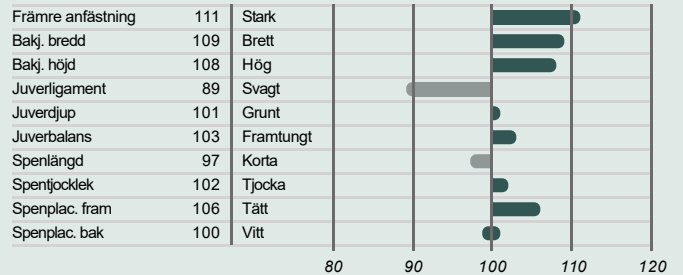 Främre anfästning 111 Stark
Bakj. bredd 109 Brett
Bakj. höjd 108 Hög
Juverligament 89 Svagt
Juverdjup 101 Grunt
Juverbalans 103 Framtungt
Spenlängd 97 Korta
Spentjocklek 102 Tjocka
Spenplac. fram 106 Tätt
Spenplac. bak 100 Vitt
80 90 100 110 120